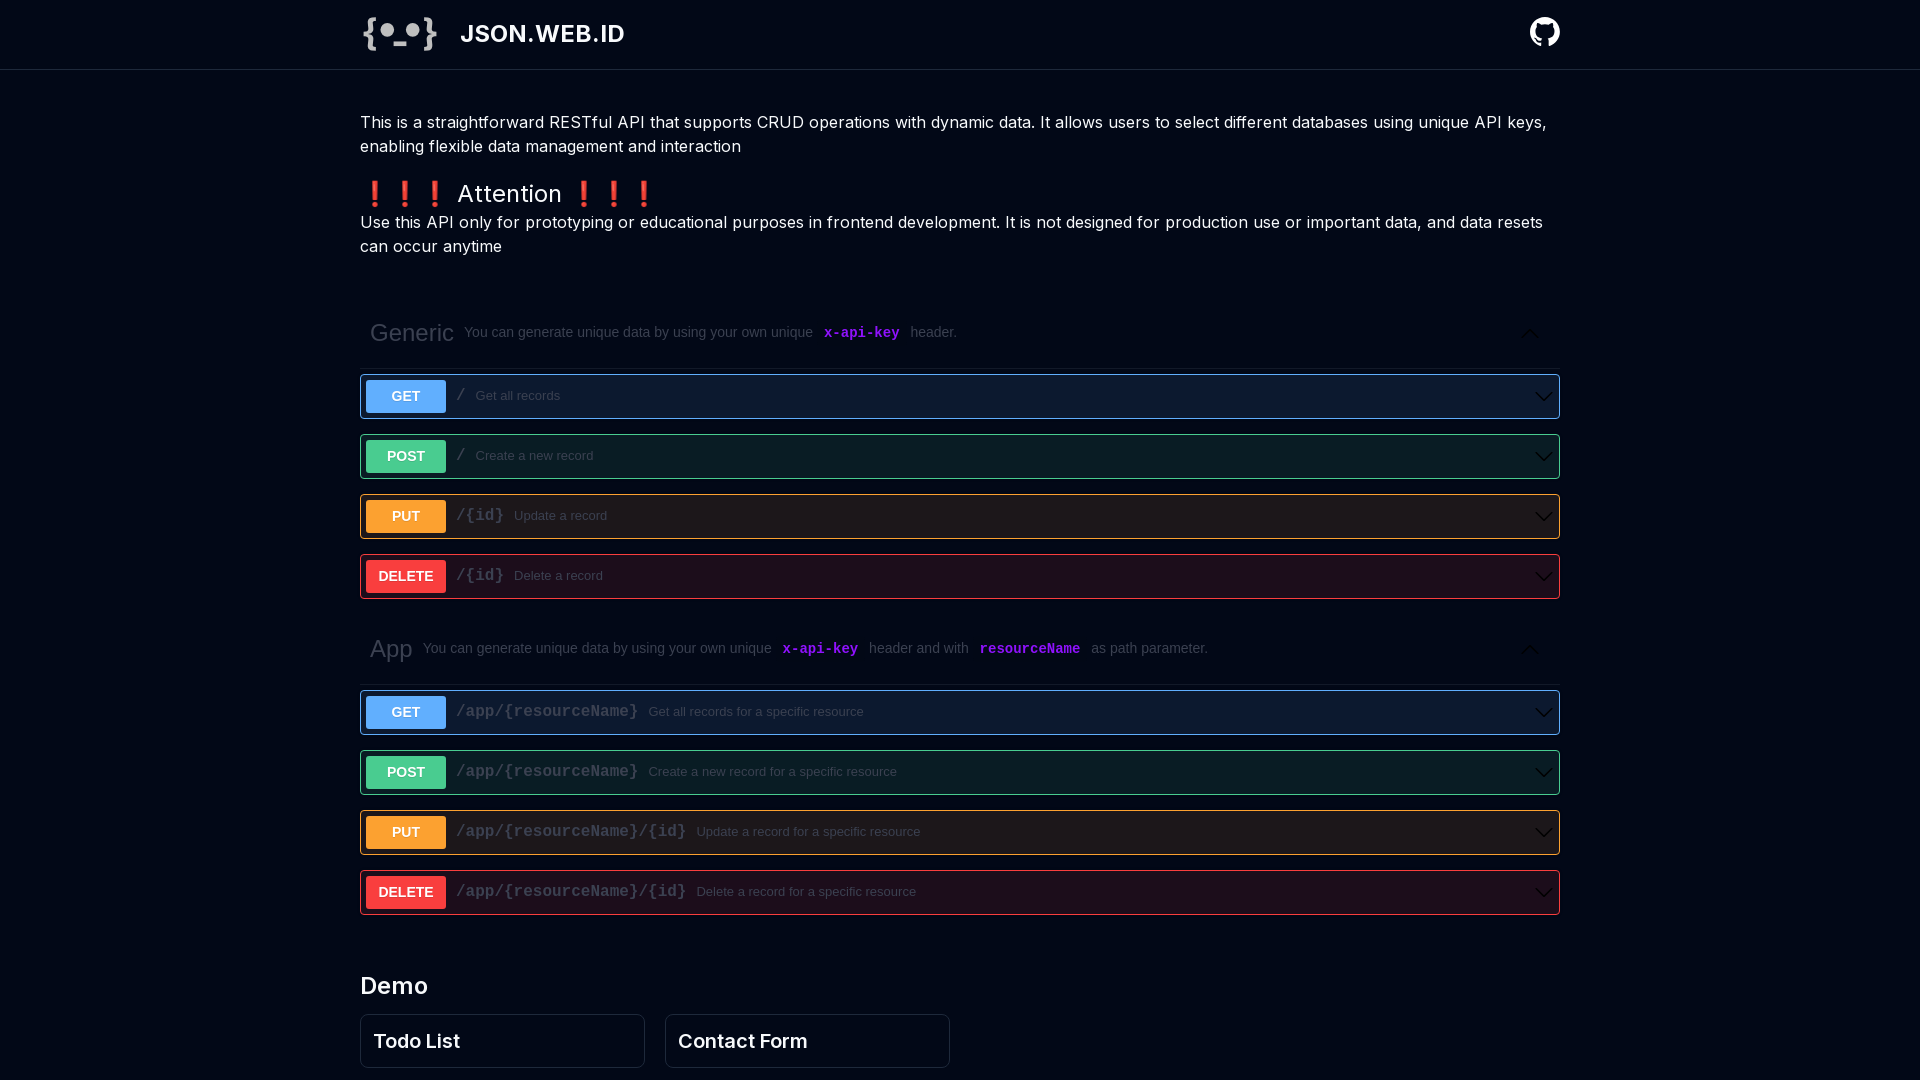 {•_•} JSON.WEB.ID
This is a straightforward RESTful API that supports CRUD operations with dynamic data. It allows users to select different databases using unique API keys,
enabling flexible data management and interaction
❗❗❗ Attention ❗❗❗
Use this API only for prototyping or educational purposes in frontend development. It is not designed for production use or important data, and data resets
can occur anytime
Generic You can generate unique data by using your own unique x-api-key header.
GET / Get all records
POST / Create a new record
PUT /{id} Update a record
DELETE /{id} Delete a record
App You can generate unique data by using your own unique x-api-key header and with resourceName as path parameter.
GET /app/{resourceName} Get all records for a specific resource
POST /app/{resourceName} Create a new record for a specific resource
PUT /app/{resourceName}/{id} Update a record for a specific resource
DELETE /app/{resourceName}/{id} Delete a record for a specific resource
Demo
Todo List
Contact Form